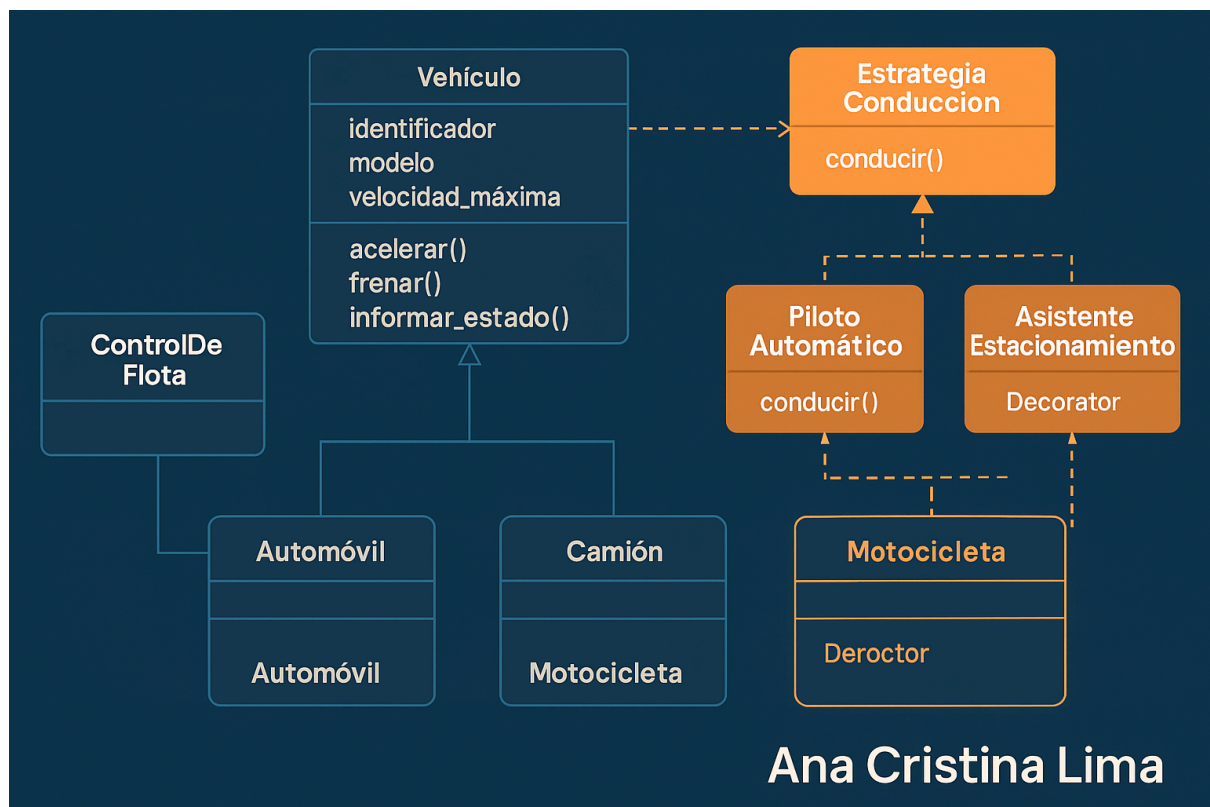 Vehículo
identificador
modelo
velocidad_máxima
acelerar()
frenar()
informar_estado()
Estrategia
Conduccion
conducir()
ControlDe
Flota
Piloto
Automático
conducir()
Asistente
Estacionamiento
Decorator
Automóvil
Automóvil
Camión
Motocicleta
Motocicleta
Deroctor
Ana Cristina Lima